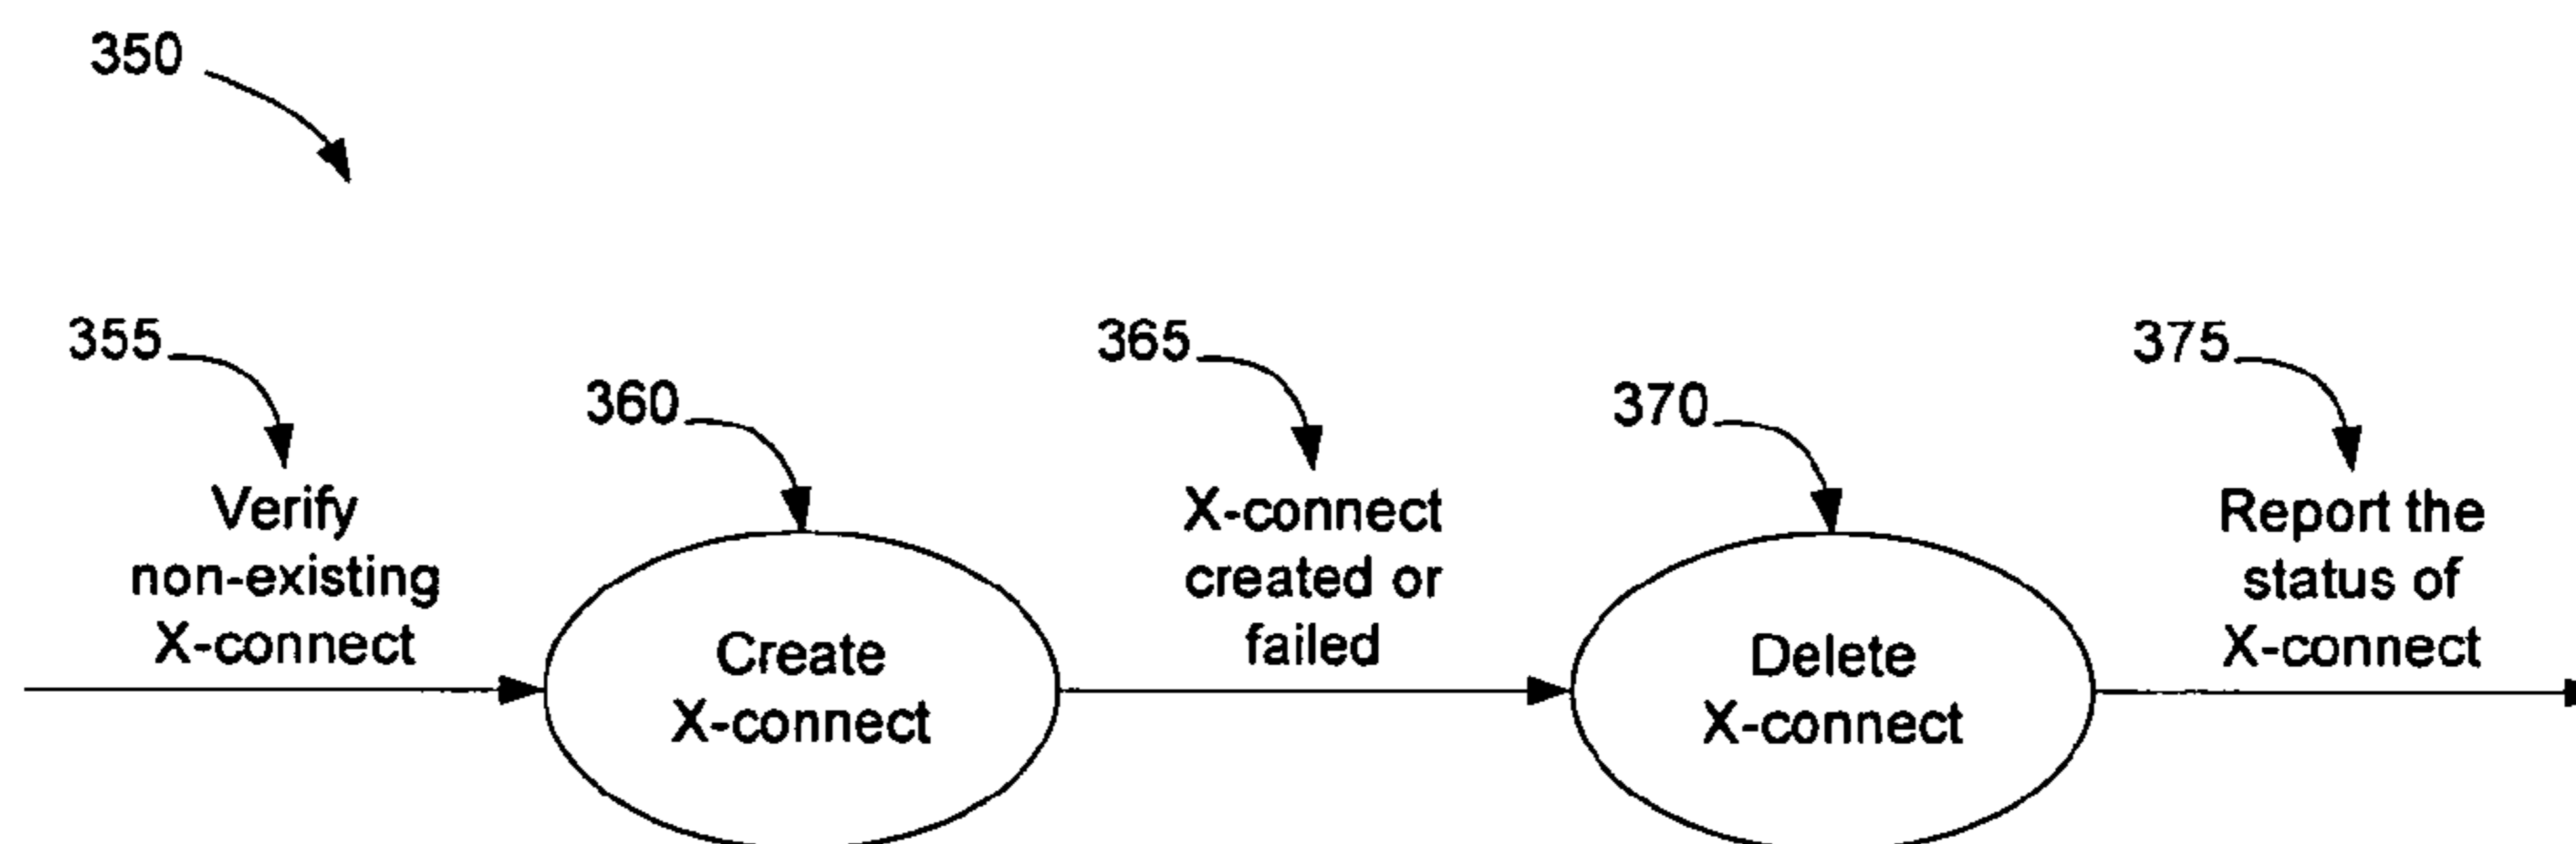 350
355
360
365
370
375
Verify
non-existing
X-connect
Create
X-connect
X-connect
created or
failed
Delete
X-connect
Report the
status of
X-connect